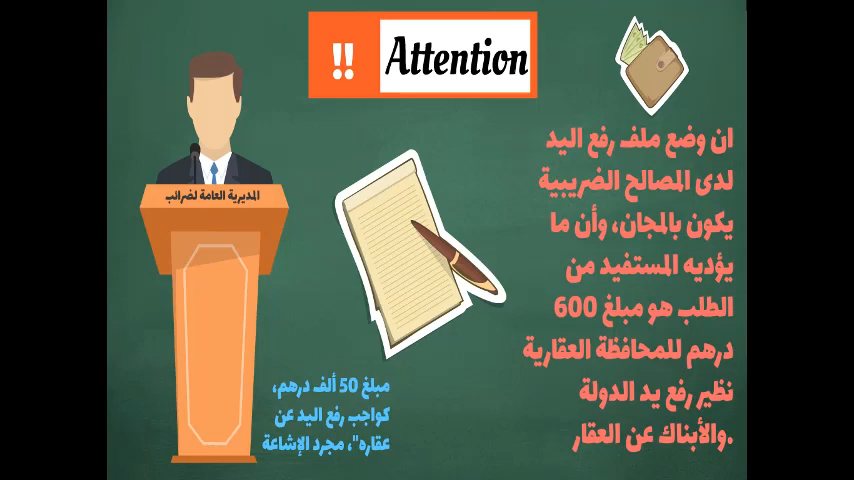 !! Attention
ان وضع ملف رفع اليد
لدى المصالح الضريبية
يكون بالمجان، وأن ما
يؤديه المستفيد من
الطلب هو مبلغ 600
درهم للمحافظة العقارية
نظير رفع يد الدولة
والأبناك عن العقار.
المديرية العامة لضرائب
مبلغ 50 ألف درهم،
كواجب رفع اليد عن
عقاره"، مجرد الإشاعة